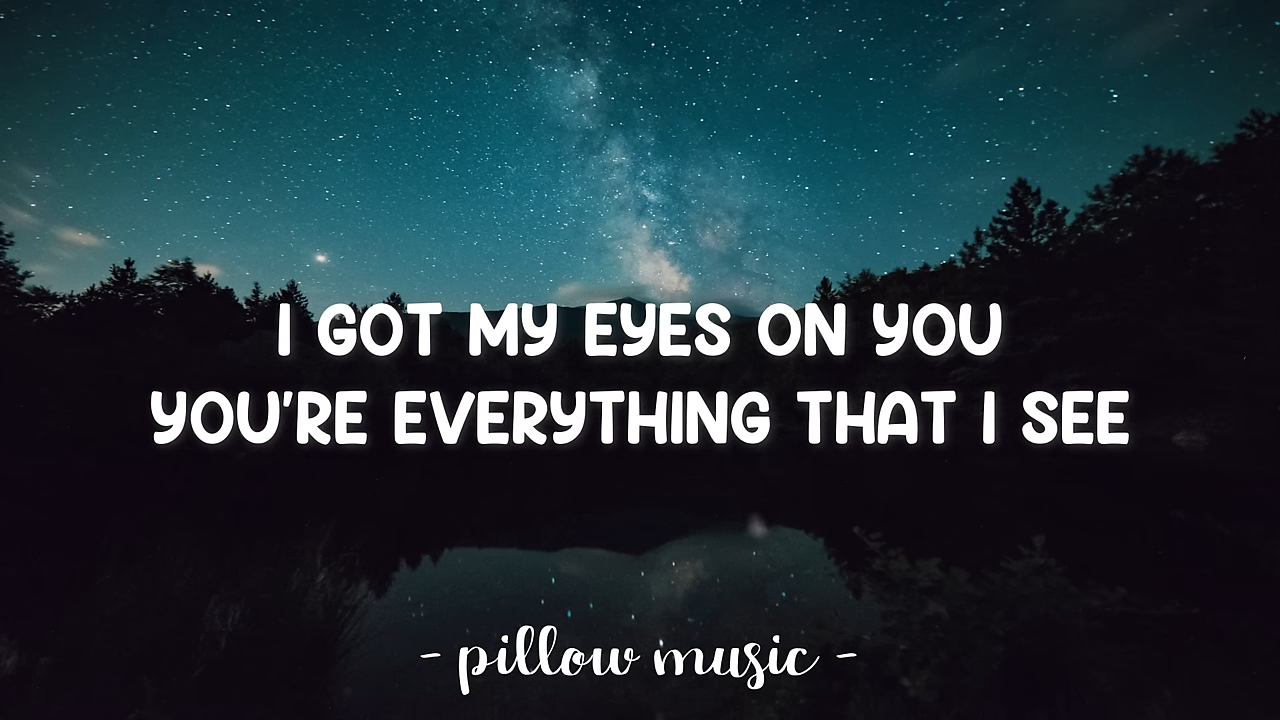 I GOT MY EYES ON YOU
YOU'RE EVERYTHING THAT I SEE
- pillow music -